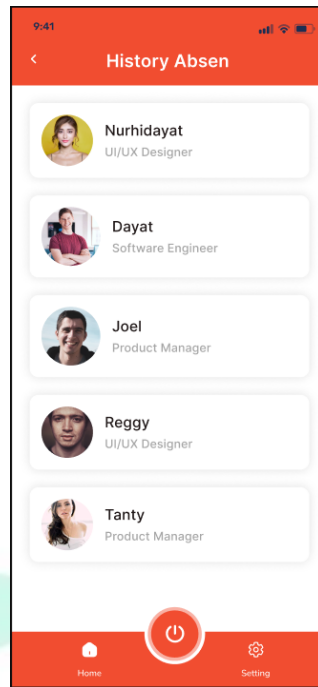 9:41
History Absen
Nurhidayat
UI/UX Designer
Dayat
Software Engineer
Joel
Product Manager
Reggy
UI/UX Designer
Tanty
Product Manager
Home
Setting